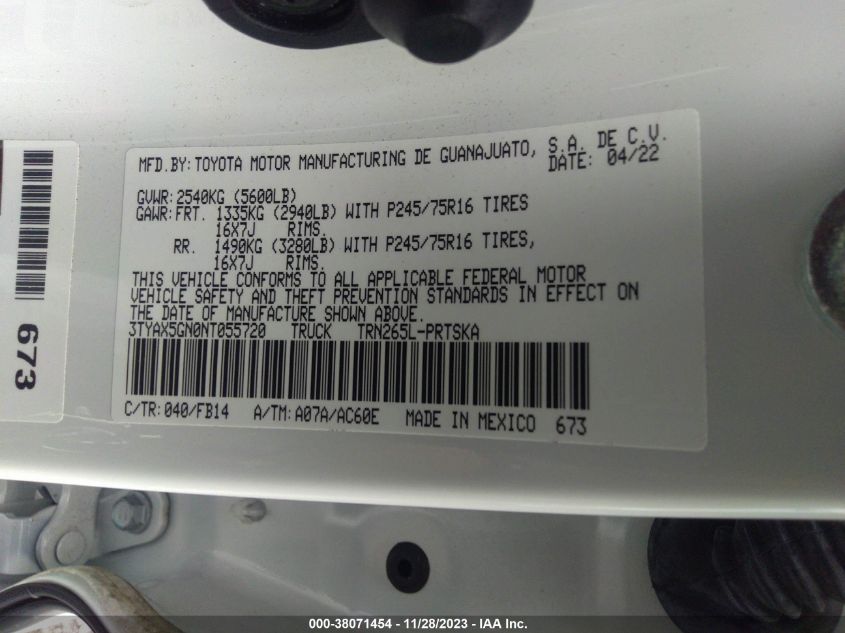 MFD.BY:TOYOTA MOTOR MANUFACTURING DE GUANAJUATO, S.A. DE C.V.
DATE: 04/22
GVWR:2540KG (5600LB)
GAWR:FRT. 1335KG (2940LB) WITH P245/75R16 TIRES
16X7J RIMS.
RR. 1490KG (3280LB) WITH P245/75R16 TIRES,
16X7J RIMS.
THIS VEHICLE CONFORMS TO ALL APPLICABLE FEDERAL MOTOR
VEHICLE SAFETY AND THEFT PREVENTION STANDARDS IN EFFECT ON
THE DATE OF MANUFACTURE SHOWN ABOVE.
3TYAX5GN0NT055720 TRUCK TRN265L-PRTSKA
C/TR:040/FB14 A/TM:A07A/AC60E MADE IN MEXICO 673
673
000-38071454 - 11/28/2023 - IAA Inc.